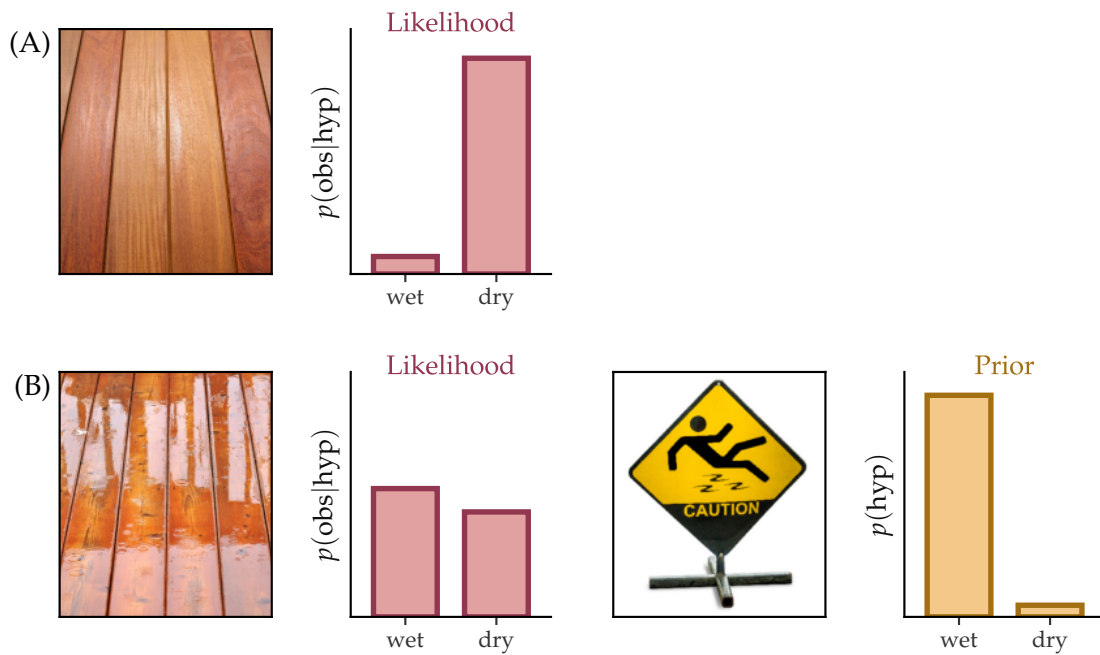 (A)
Likelihood
p(obs|hyp)
wet dry
(B)
Likelihood
p(obs|hyp)
wet dry
CAUTION
Prior
p(hyp)
wet dry